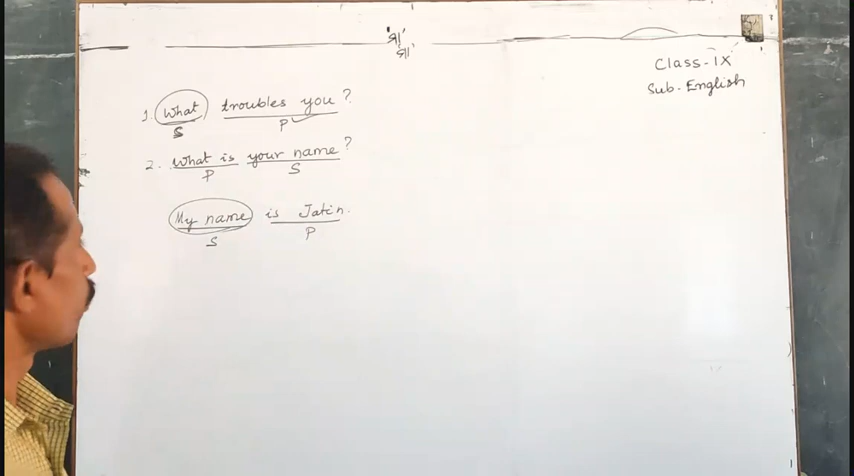 শ্রী
শ্রী
Class-IX
Sub-English
1. What troubles you?
S P
2. What is your name?
P S
My name is Jatin.
S P